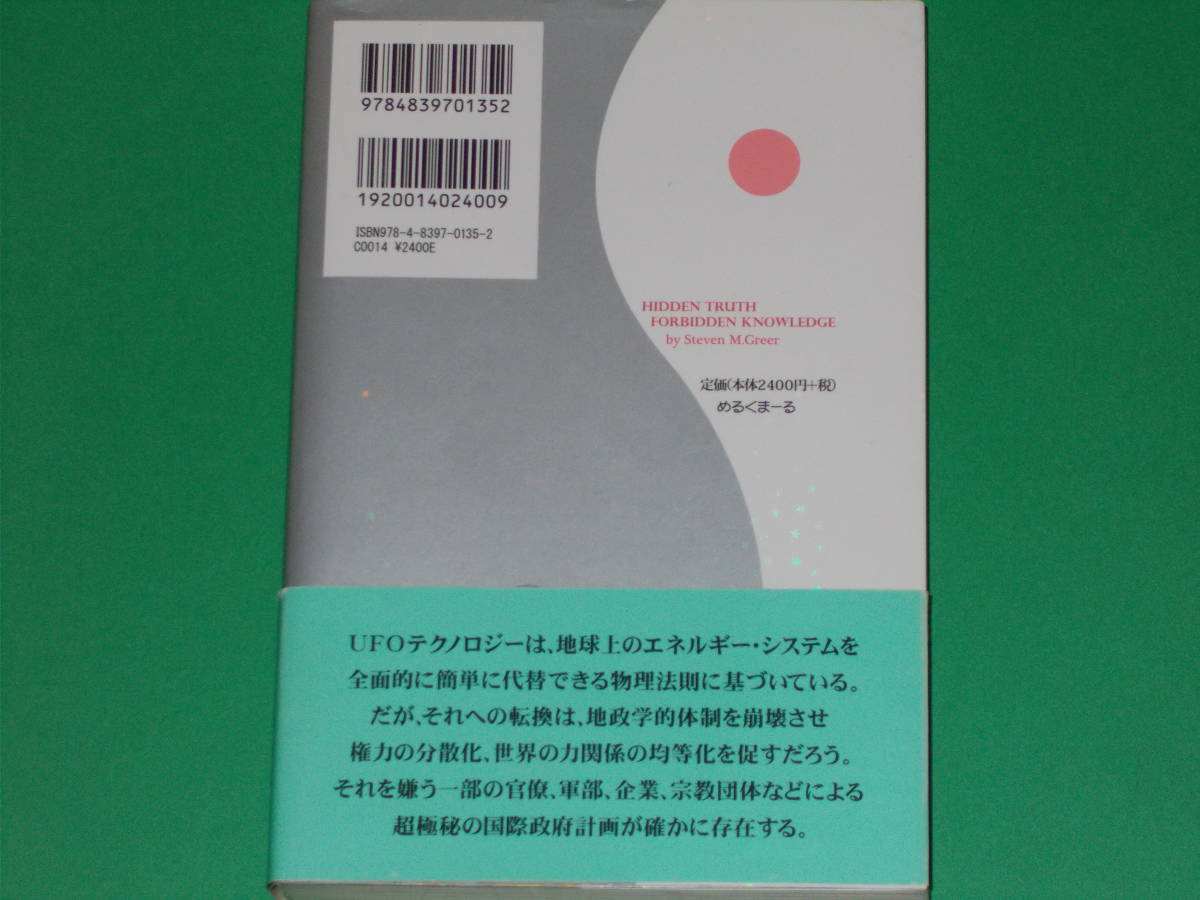 9784839701352
1920014024009
ISBN978-4-8397-0135-2
C0014 ¥2400E
HIDDEN TRUTH
FORBIDDEN KNOWLEDGE
by Steven M.Greer
定価(本体2400円+税)
めるくまーる
UFOテクノロジーは、地球上のエネルギー・システムを
全面的に簡単に代替できる物理法則に基づいている。
だが、それへの転換は、地政学的体制を崩壊させ
権力の分散化、世界の力関係の均等化を促すだろう。
それを嫌う一部の官僚、軍部、企業、宗教団体などによる
超極秘の国際政府計画が確かに存在する。